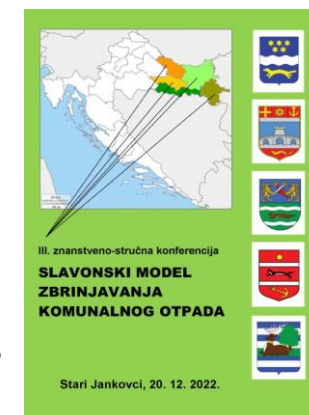 III. znanstveno-stručna konferencija
SLAVONSKI MODEL
ZBRINJAVANJA
KOMUNALNOG OTPADA
Stari Jankovci, 20. 12. 2022.